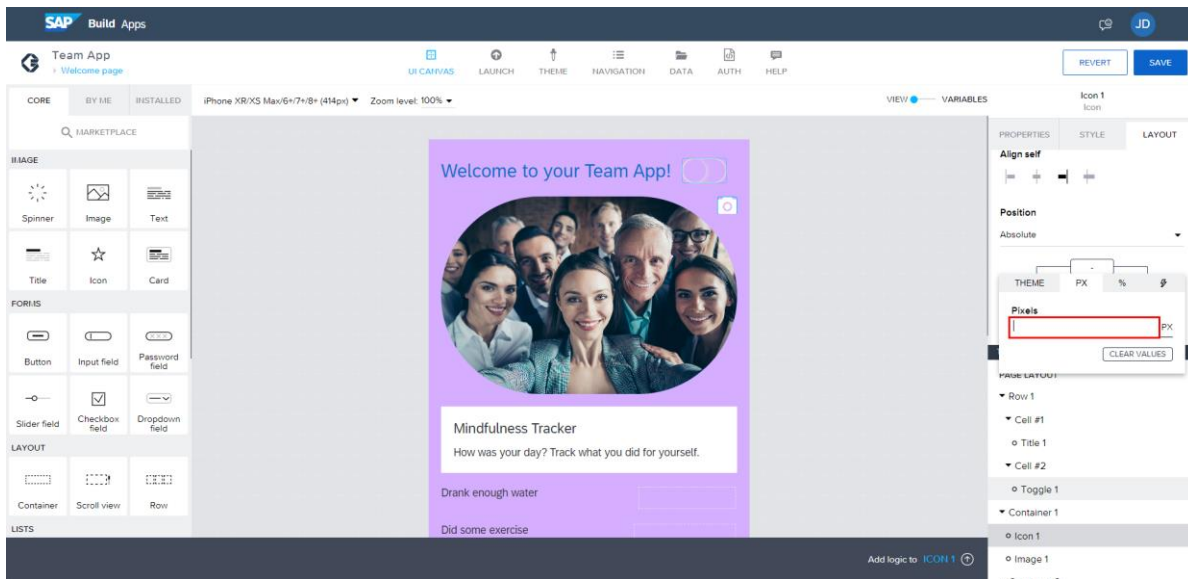 SAP Build Apps
JD
Team App
> Welcome page
UI CANVAS LAUNCH THEME NAVIGATION DATA AUTH HELP
REVERT SAVE
CORE BY ME INSTALLED
iPhone XR/XS Max/6+/7+/8+ (414px) Zoom level: 100%
VIEW VARIABLES
Icon 1
Icon
MARKETPLACE
PROPERTIES STYLE LAYOUT
IMAGE
Align self
Welcome to your Team App!
Spinner Image Text
Position
Absolute
Title Icon Card
THEME PX %
FORMS
Pixels
PX
Button Input field Password field
CLEAR VALUES
PAGE LAYOUT
Row 1
Slider field Checkbox field Dropdown field
Cell #1
Mindfulness Tracker
Title 1
LAYOUT
How was your day? Track what you did for yourself.
Cell #2
Container Scroll view Row
Drank enough water
Toggle 1
Container 1
LISTS
Did some exercise
Icon 1
Add logic to ICON 1
Image 1